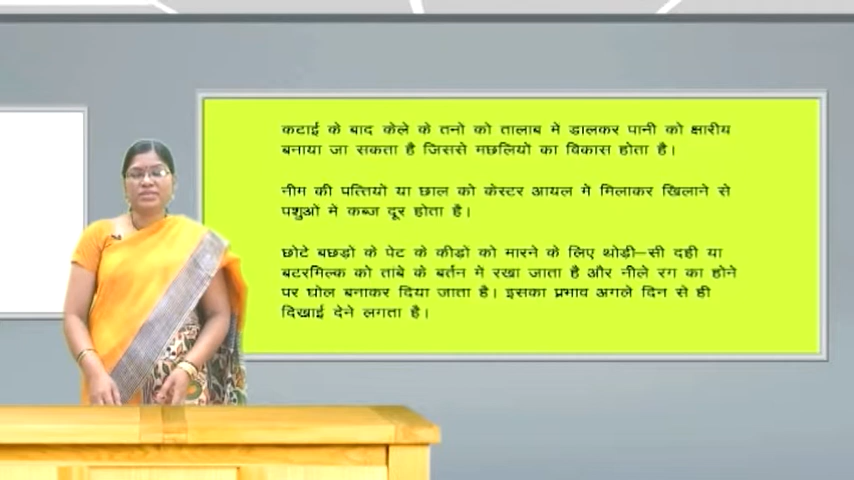 कटाई के बाद केले के तनो को तालाब मे डालकर पानी को क्षारीय
बनाया जा सकता है जिससे मछलियो का विकास होता है।
नीम की पत्तियो या छाल को केस्टर आयल मे मिलाकर खिलाने से
पशुओ मे कब्ज दूर होता है।
छोटे बछड़ो के पेट के कीड़ों को मारने के लिए थोड़ी–सी दही या
बटरमिल्क को तांबे के बर्तन मे रखा जाता है और नीले रग का होने
पर घोल बनाकर दिया जाता है। इसका प्रभाव अगले दिन से ही
दिखाई देने लगता है।